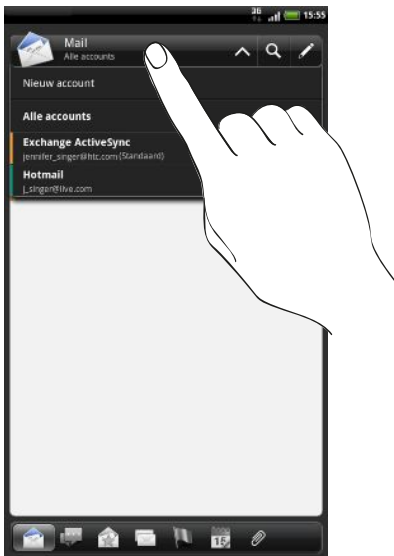 3G 15:55
Mail
Alle accounts
Nieuw account
Alle accounts
Exchange ActiveSync
jennifer_singer@htc.com (Standaard)
Hotmail
j_singer@live.com
15